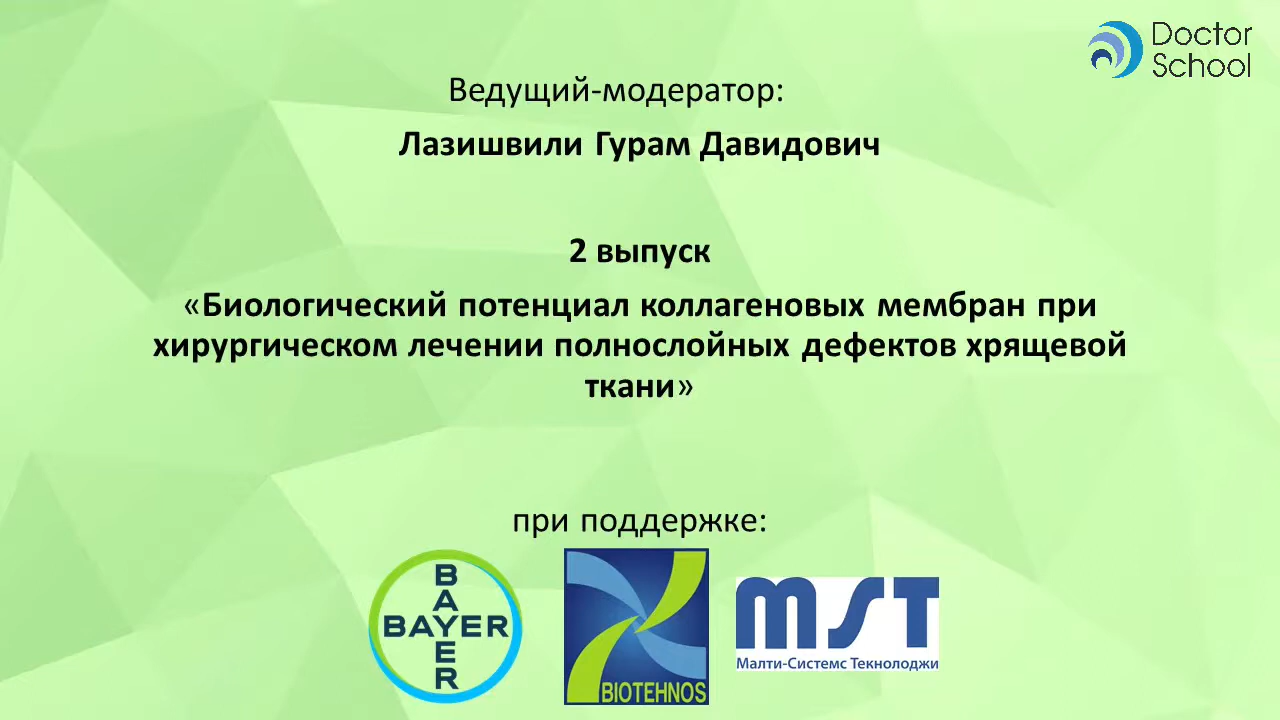 Doctor
School
Ведущий-модератор:
Лазишвили Гурам Давидович
2 выпуск
«Биологический потенциал коллагеновых мембран при
хирургическом лечении полнослойных дефектов хрящевой
ткани»
при поддержке:
BAYER
BAYER
BIOTEHNOS
MST
Малти-Системс Текнолоджи